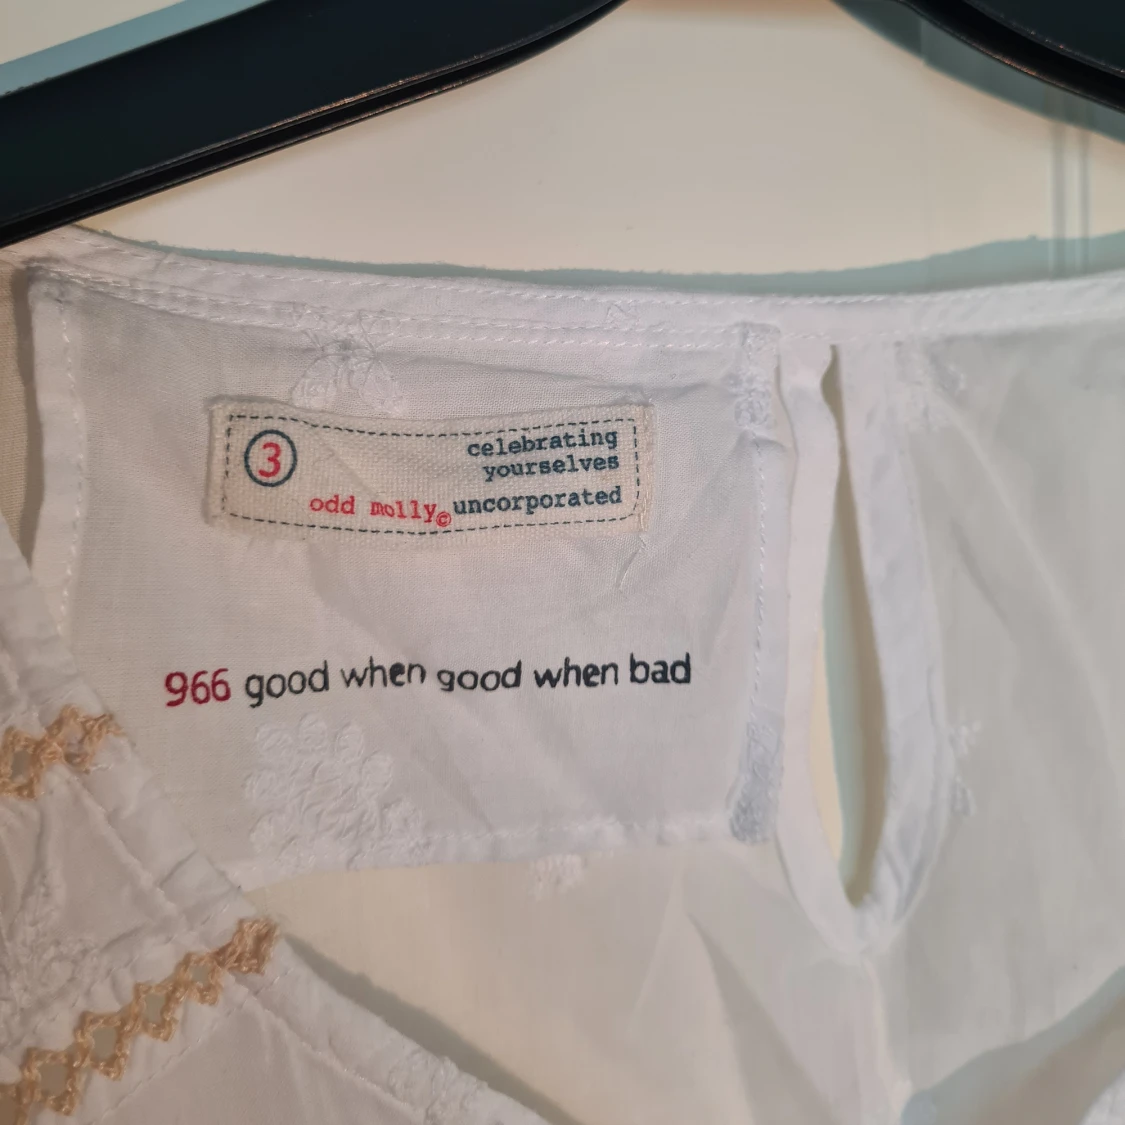 3
celebrating
yourselves
odd molly© uncorporated
966 good when good when bad